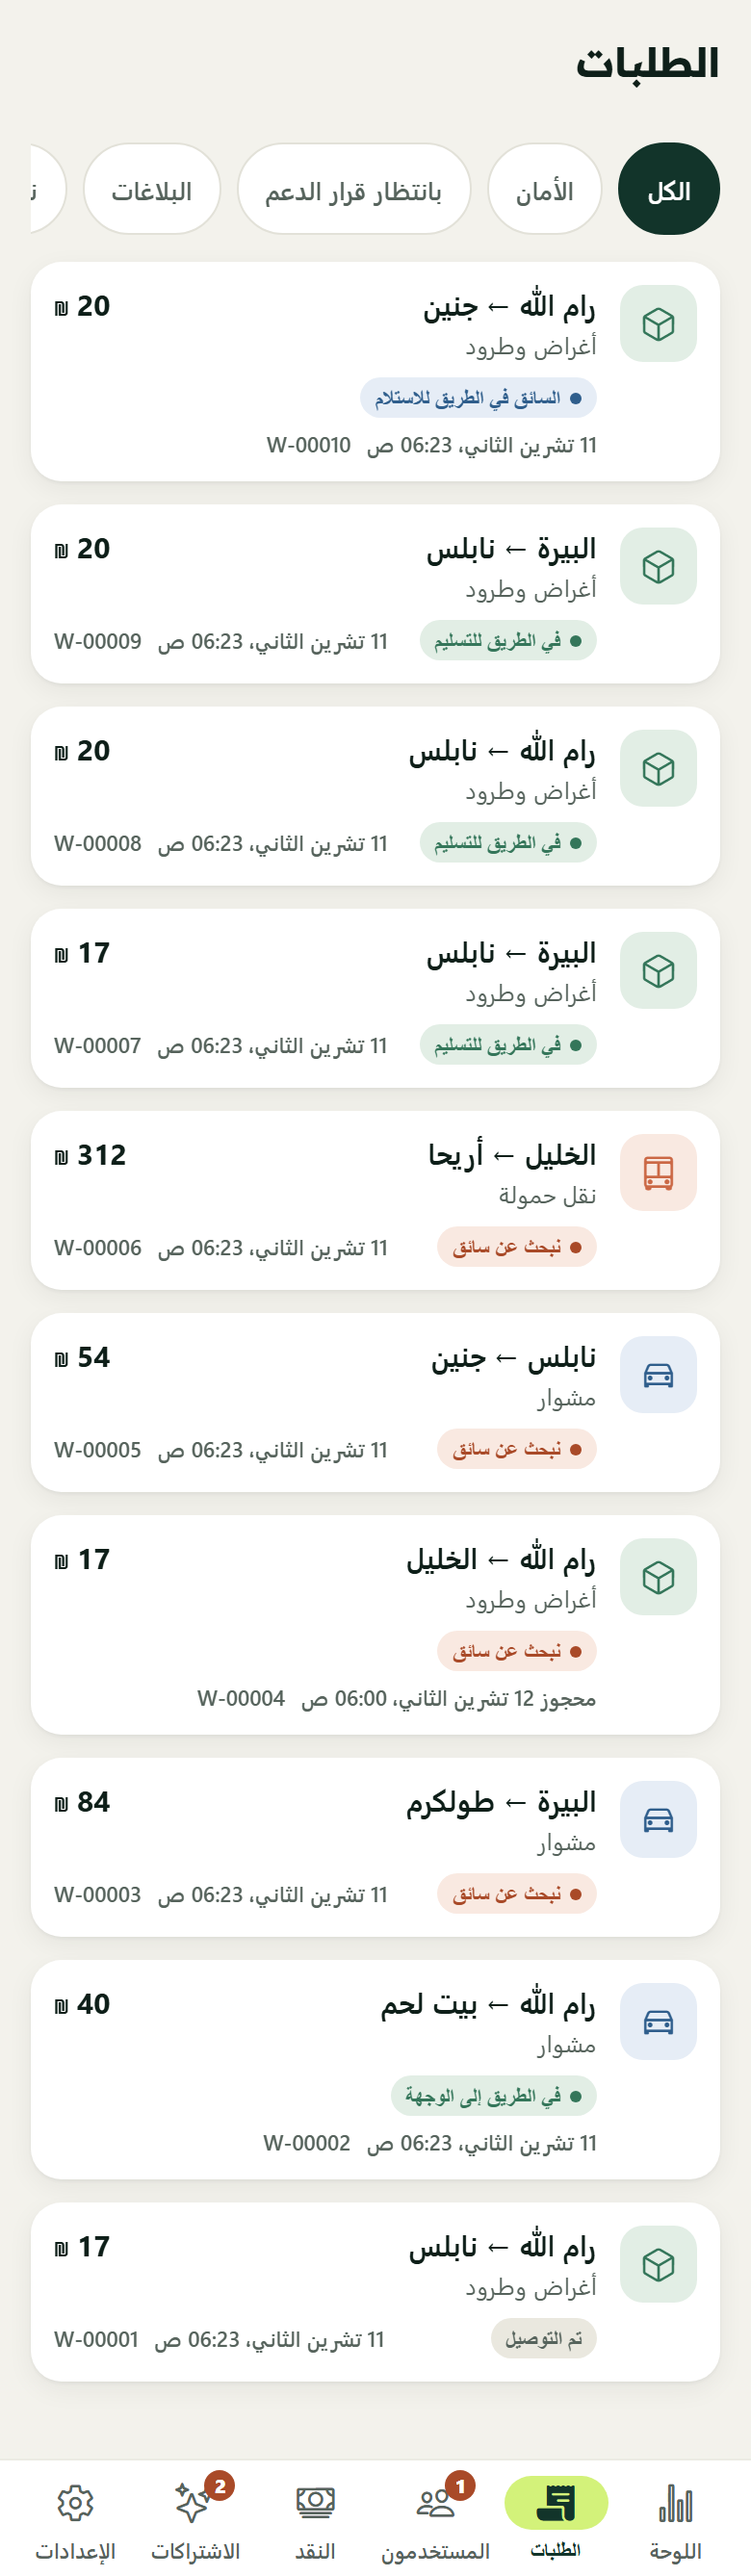 الطلبات
الكل
الأمان
بانتظار قرار الدعم
البلاغات
رام الله ← جنين
20 ₪
أغراض وطرود
السائق في الطريق للاستلام
11 تشرين الثاني، 06:23 ص W-00010
البيرة ← نابلس
20 ₪
أغراض وطرود
في الطريق للتسليم
11 تشرين الثاني، 06:23 ص W-00009
رام الله ← نابلس
20 ₪
أغراض وطرود
في الطريق للتسليم
11 تشرين الثاني، 06:23 ص W-00008
البيرة ← نابلس
17 ₪
أغراض وطرود
في الطريق للتسليم
11 تشرين الثاني، 06:23 ص W-00007
الخليل ← أريحا
312 ₪
نقل حمولة
نبحث عن سائق
11 تشرين الثاني، 06:23 ص W-00006
نابلس ← جنين
54 ₪
مشوار
نبحث عن سائق
11 تشرين الثاني، 06:23 ص W-00005
رام الله ← الخليل
17 ₪
أغراض وطرود
نبحث عن سائق
محجوز 12 تشرين الثاني، 06:00 ص W-00004
البيرة ← طولكرم
84 ₪
مشوار
نبحث عن سائق
11 تشرين الثاني، 06:23 ص W-00003
رام الله ← بيت لحم
40 ₪
مشوار
في الطريق إلى الوجهة
11 تشرين الثاني، 06:23 ص W-00002
رام الله ← نابلس
17 ₪
أغراض وطرود
تم التوصيل
11 تشرين الثاني، 06:23 ص W-00001
اللوحة
الطلبات
1
المستخدمون
النقد
2
الاشتراكات
الإعدادات